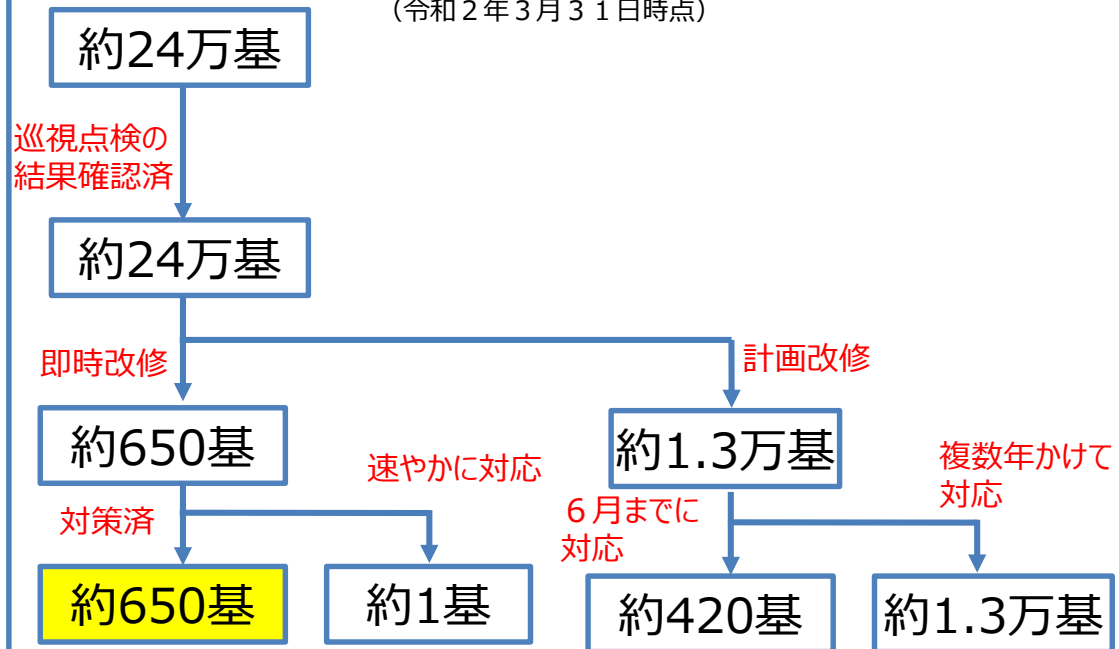 （令和２年３月３１日時点）
約24万基
巡視点検の
結果確認済
約24万基
即時改修
計画改修
約650基
約1.3万基
速やかに対応
複数年かけて
対応
対策済
６月までに
対応
約650基
約1基
約420基
約1.3万基